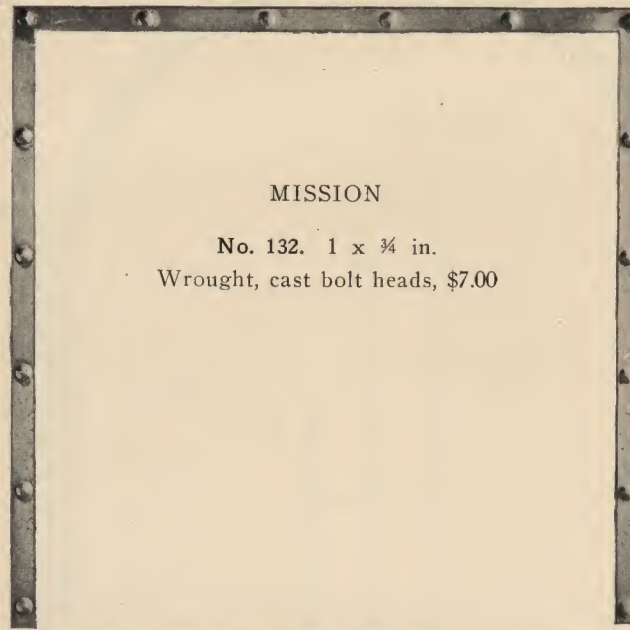 MISSION
No. 132. 1 x ¾ in.
Wrought, cast bolt heads, $7.00